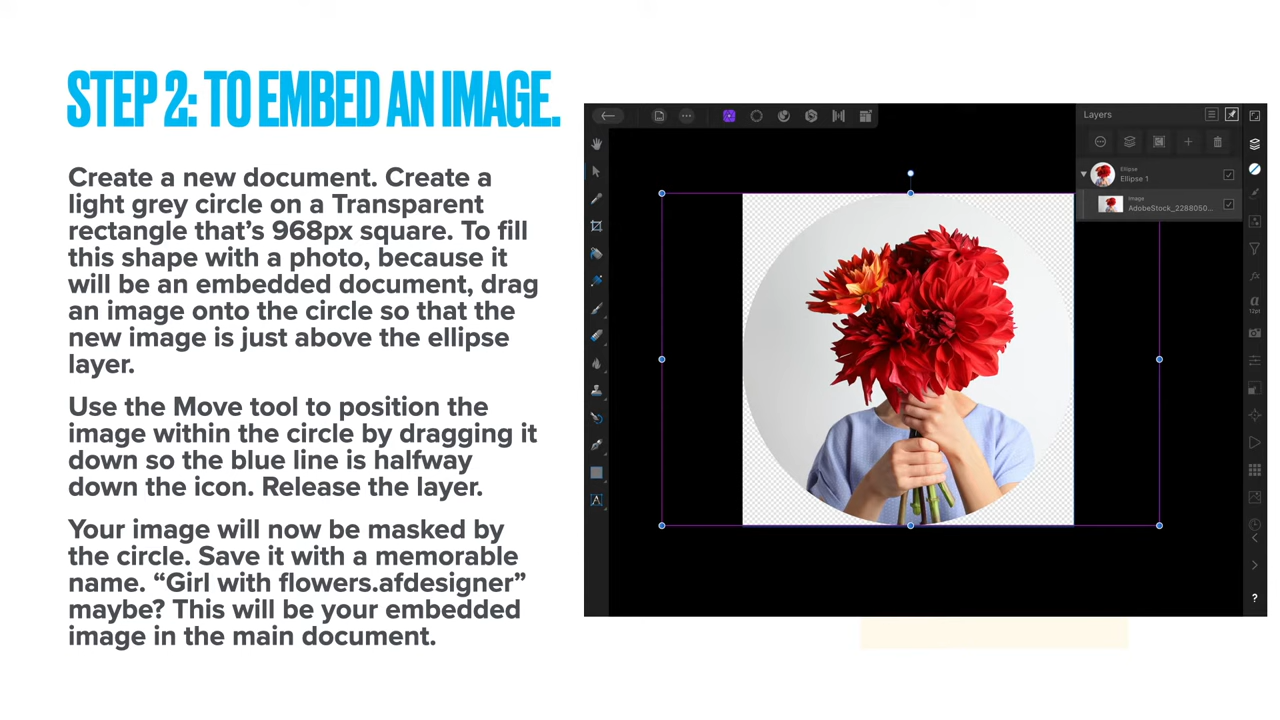 STEP 2: TO EMBED AN IMAGE.
Create a new document. Create a
light grey circle on a Transparent
rectangle that’s 968px square. To fill
this shape with a photo, because it
will be an embedded document, drag
an image onto the circle so that the
new image is just above the ellipse
layer.
Use the Move tool to position the
image within the circle by dragging it
down so the blue line is halfway
down the icon. Release the layer.
Your image will now be masked by
the circle. Save it with a memorable
name. “Girl with flowers.afdesigner”
maybe? This will be your embedded
image in the main document.
Layers
Ellipse
Ellipse 1
Image
AdobeStock_2288050...
fx
a
12pt
A
?